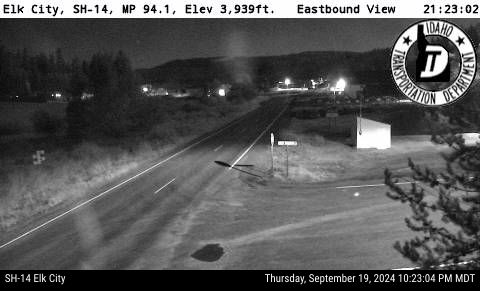 Elk City, SH-14, MP 94.1, Elev 3,939ft. Eastbound View 21:23:02
IDAHO
TRANSPORTATION DEPARTMENT
SH-14 Elk City Thursday, September 19, 2024 10:23:04 PM MDT